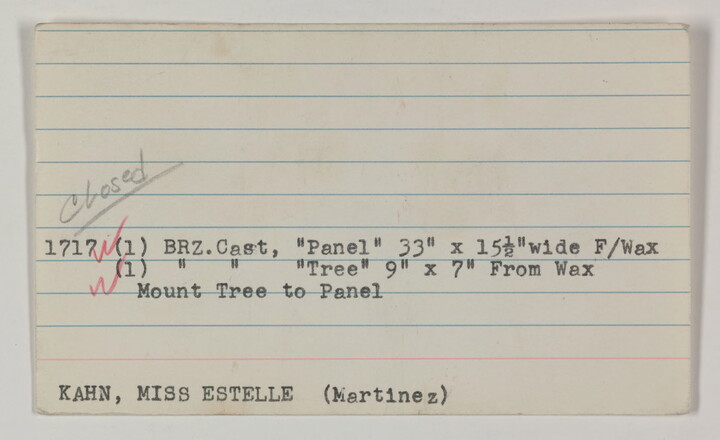 Closed
1717 (1) BRZ.Cast, "Panel" 33" x 15½"wide F/Wax
(1) " " "Tree" 9" x 7" From Wax
Mount Tree to Panel
KAHN, MISS ESTELLE (Martinez)